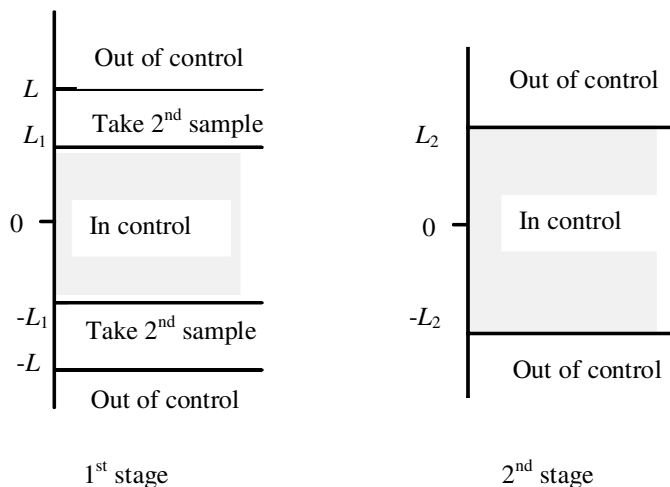 Out of control
L
Take 2nd sample
L1
0
In control
-L1
Take 2nd sample
-L
Out of control
1st stage
Out of control
L2
0
In control
-L2
Out of control
2nd stage